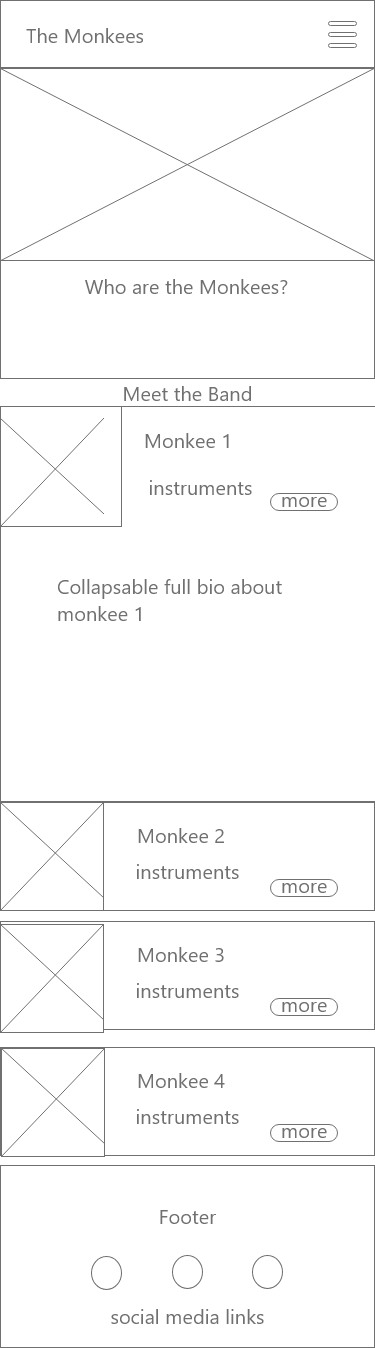 The Monkees
Who are the Monkees?
Meet the Band
Monkee 1
instruments
more
Collapsable full bio about
monkee 1
Monkee 2
instruments
more
Monkee 3
instruments
more
Monkee 4
instruments
more
Footer
social media links